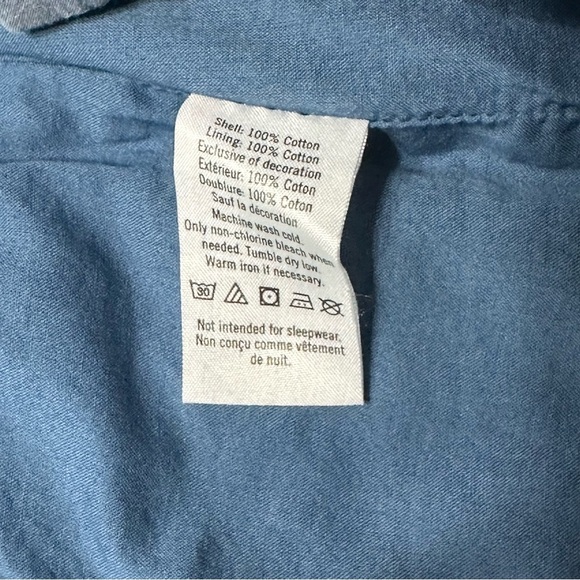 Shell: 100% Cotton
Lining: 100% Cotton
Exclusive of decoration
Extérieur: 100% Coton
Doublure: 100% Coton
Sauf la décoration
Machine wash cold.
Only non-chlorine bleach when
needed. Tumble dry low.
Warm iron if necessary.
30
Not intended for sleepwear.
Non conçu comme vêtement
de nuit.